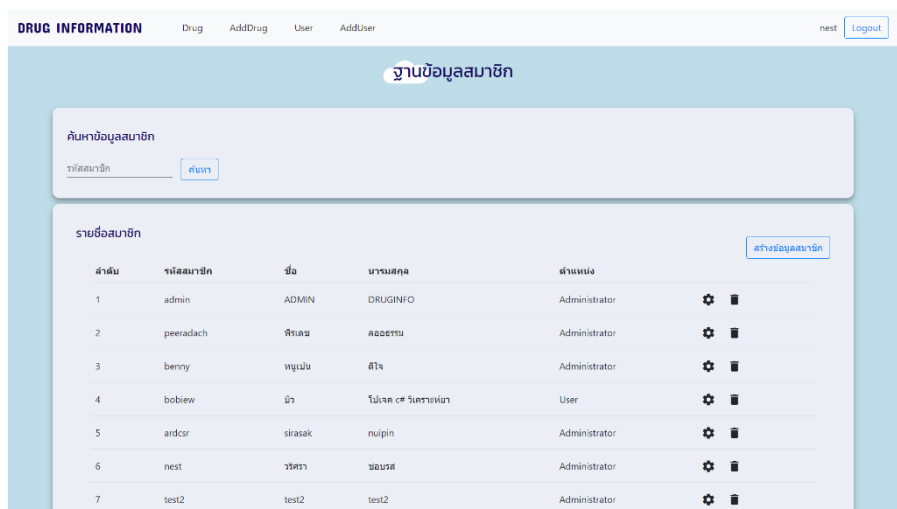 DRUG INFORMATION Drug AddDrug User AddUser nest Logout
ฐานข้อมูลสมาชิก
ค้นหาข้อมูลสมาชิก
รหัสสมาชิก ค้นหา
รายชื่อสมาชิก
สร้างข้อมูลสมาชิก
ลำดับ รหัสสมาชิก ชื่อ นารมสกุล ตำแหน่ง
1 admin ADMIN DRUGINFO Administrator
2 peeradach พีรเดช คออธรรม Administrator
3 benny หนูเบ้น ดีใจ Administrator
4 bobiew บิว โปเจค c# วิเคราะห์ยา User
5 ardcsr sirasak nuipin Administrator
6 nest วริศรา ชอบรส Administrator
7 test2 test2 test2 Administrator